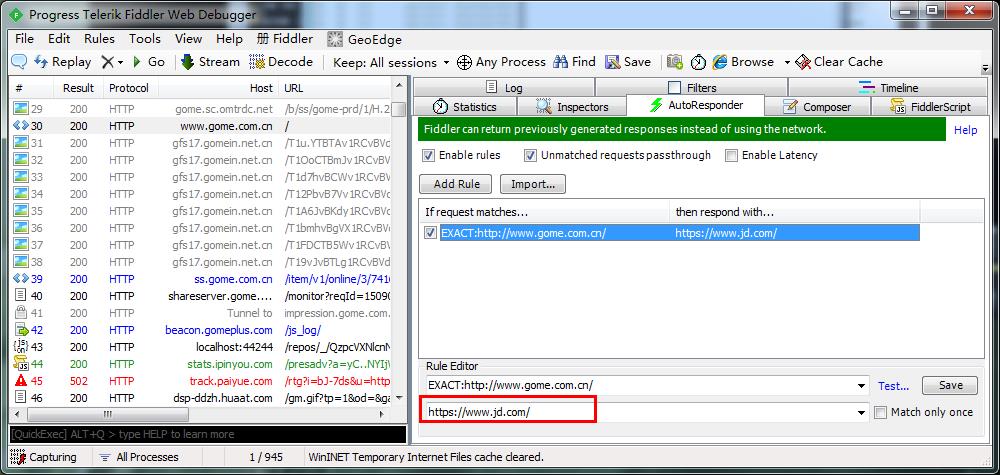 Progress Telerik Fiddler Web Debugger
File Edit Rules Tools View Help 册 Fiddler GeoEdge
Replay Go Stream Decode Keep: All sessions Any Process Find Save Browse Clear Cache
# Result Protocol Host URL
29 200 HTTP gome.sc.omtrdc.net /b/ss/gome-prd/1/H.2
30 200 HTTP www.gome.com.cn /
31 200 HTTP gfs17.gomein.net.cn /T1u.YTBTAv1RCvBV
32 200 HTTP gfs17.gomein.net.cn /T1OoCTBmJv1RCvBV
33 200 HTTP gfs17.gomein.net.cn /T1d7hvBCWv1RCvBVd
34 200 HTTP gfs17.gomein.net.cn /T12PbvB7Vv1RCvBVd
35 200 HTTP gfs17.gomein.net.cn /T1A6JvBKdy1RCvBVd
36 200 HTTP gfs17.gomein.net.cn /T1bmhvBgVX1RCvBVd
37 200 HTTP gfs17.gomein.net.cn /T1FDCTB5Wv1RCvBVd
38 200 HTTP gfs17.gomein.net.cn /T19JvBTLg1RCvBVd
39 200 HTTP ss.gome.com.cn /item/v1/online/3/741
40 200 HTTP shareserver.gome.... /monitor?reqId=15090
41 200 HTTP Tunnel to impression.gome.com.cn
42 200 HTTP beacon.gomeplus.com /js_log/
43 200 HTTP localhost:44244 /repos/_/QzpcVXNlcnN
44 200 HTTP stats.ipinyou.com /presadv?a=yC..NYIj
45 502 HTTP track.paiyue.com /rtg?i=bJ-7ds&u=http
46 200 HTTP dsp-ddzh.huaat.com /gm.gif?tp=1&od=&ga
[QuickExec] ALT+Q > type HELP to learn more
Log Filters Timeline
Statistics Inspectors AutoResponder Composer FiddlerScript
Fiddler can return previously generated responses instead of using the network. Help
Enable rules Unmatched requests passthrough Enable Latency
Add Rule Import...
If request matches... then respond with...
EXACT:http://www.gome.com.cn/ https://www.jd.com/
Rule Editor
EXACT:http://www.gome.com.cn/ Test... Save
https://www.jd.com/ Match only once
Capturing All Processes 1 / 945 WinINET Temporary Internet Files cache cleared.